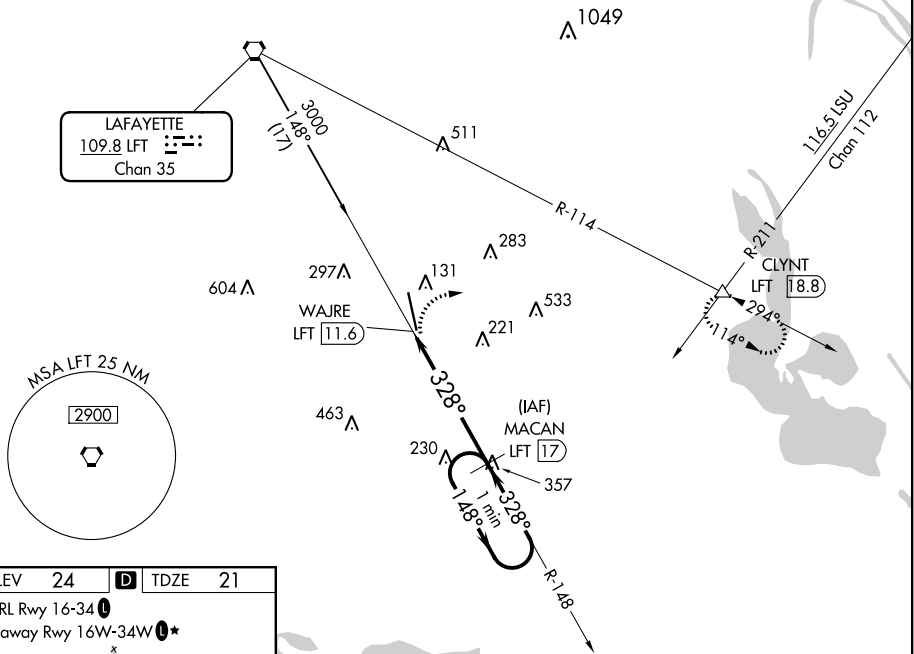 1049
LAFAYETTE
109.8 LFT
Chan 35
3000
148°
(17)
511
R-114
116.5 LSU
Chan 112
R-211
283
297
131
604
533
WAJRE
LFT 11.6
221
CLYNT
LFT 18.8
294°
114°
MSA LFT 25 NM
2900
328°
463
(IAF)
MACAN
LFT 17
230
357
148°
1 min
328°
R-148
LEV 24 D TDZE 21
RL Rwy 16-34 L
away Rwy 16W-34W L★
x